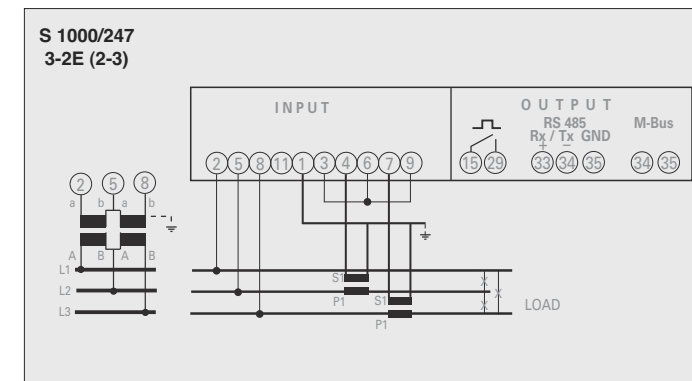 S 1000/247
3-2E (2-3)
INPUT
OUTPUT
RS 485
M-Bus
Rx / Tx GND
+ −
2 5 8 11 1 3 4 6 7 9
15 29 33 34 35 34 35
2 5 8
a b a b
A B A B
L1
L2
L3
S1
P1
S1
P1
LOAD